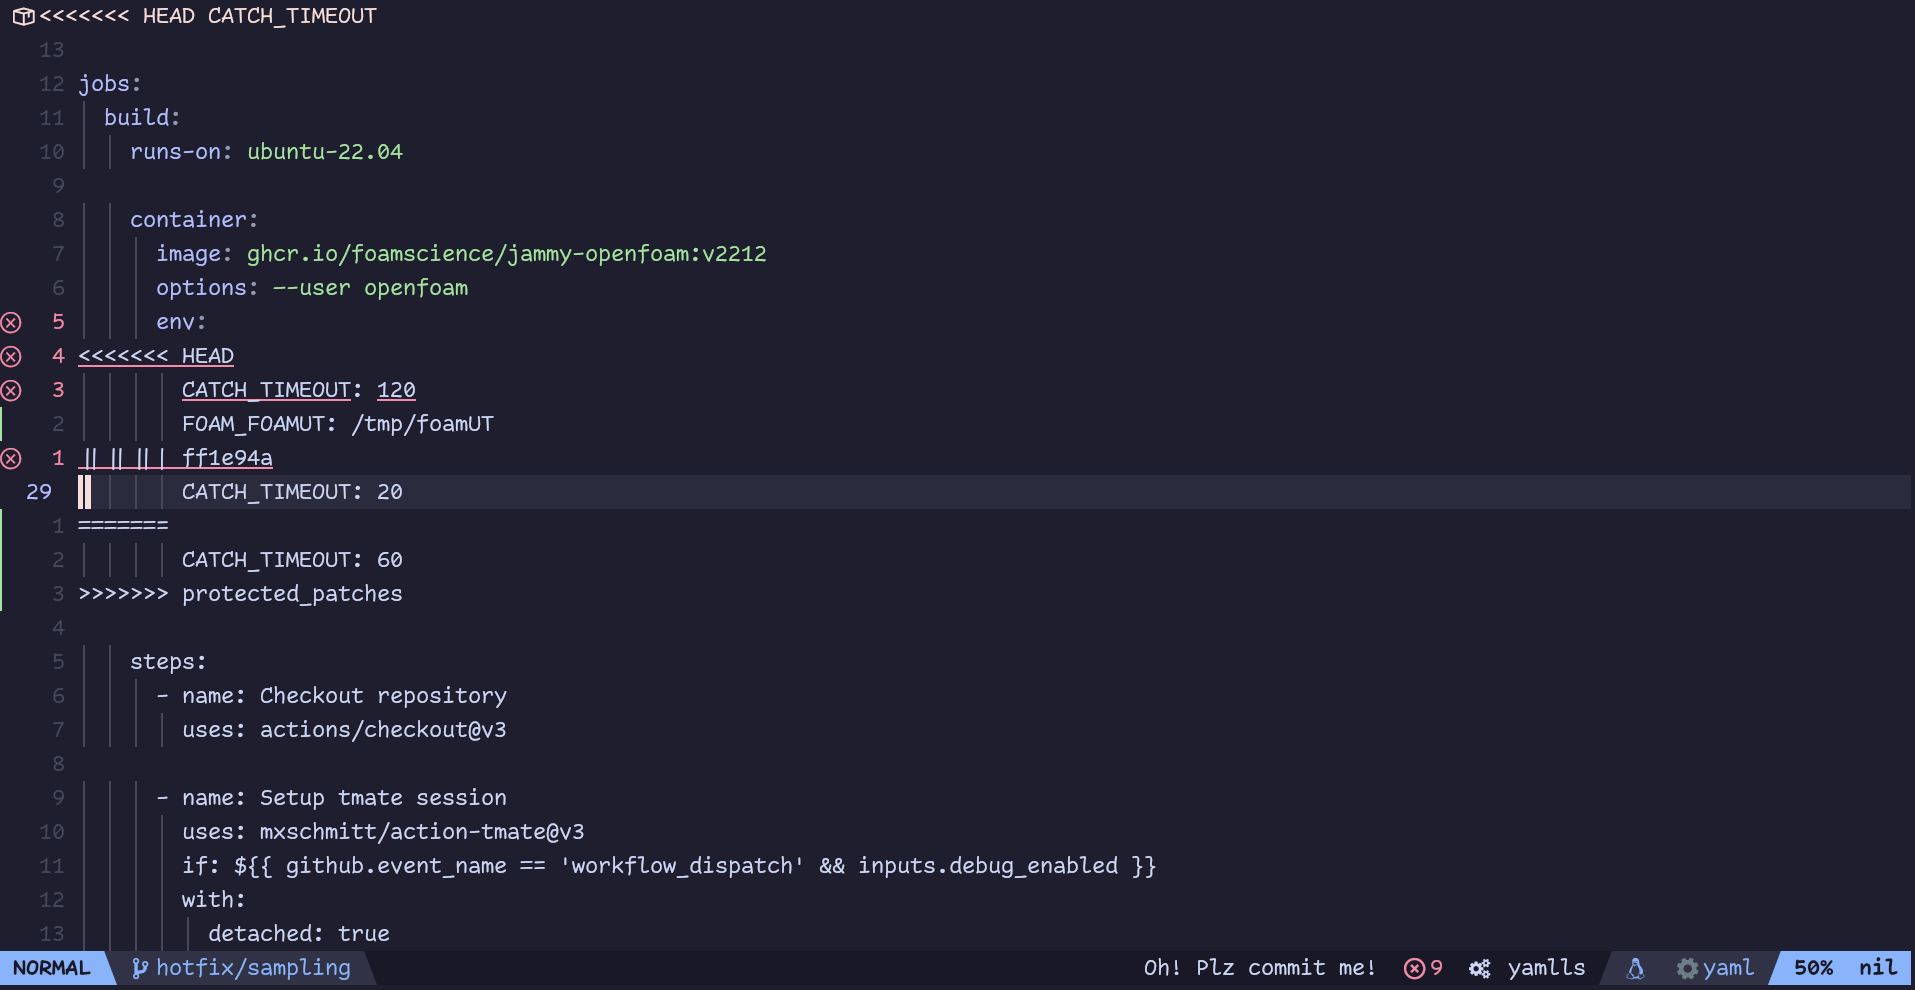 <<<<<<< HEAD CATCH_TIMEOUT
13
12 jobs:
11 build:
10 runs-on: ubuntu-22.04
9
8 container:
7 image: ghcr.io/foamscience/jammy-openfoam:v2212
6 options: --user openfoam
5 env:
4 <<<<<<< HEAD
3 CATCH_TIMEOUT: 120
2 FOAM_FOAMUT: /tmp/foamUT
1 ||||||| ff1e94a
29 CATCH_TIMEOUT: 20
1 =======
2 CATCH_TIMEOUT: 60
3 >>>>>>> protected_patches
4
5 steps:
6 - name: Checkout repository
7 uses: actions/checkout@v3
8
9 - name: Setup tmate session
10 uses: mxschmitt/action-tmate@v3
11 if: ${{ github.event_name == 'workflow_dispatch' && inputs.debug_enabled }}
12 with:
13 detached: true
NORMAL hotfix/sampling Oh! Plz commit me! 9 yamlls yaml 50% nil